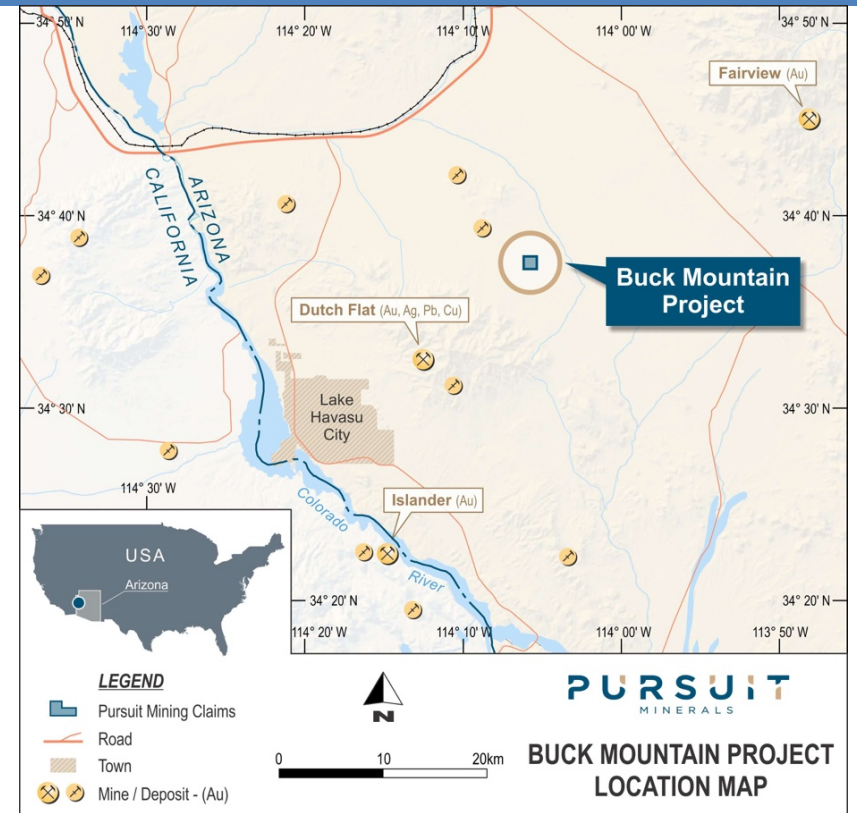 34° 50' N
114° 30' W
114° 20' W
114° 10' W
114° 00' W
34° 50' N
Fairview (Au)
ARIZONA
CALIFORNIA
34° 40' N
34° 40' N
Buck Mountain
Project
Dutch Flat (Au, Ag, Pb, Cu)
Lake
Havasu
City
34° 30' N
34° 30' N
114° 30' W
Colorado
Islander (Au)
River
34° 20' N
34° 20' N
114° 20' W
114° 10' W
114° 00' W
113° 50' W
USA
Arizona
LEGEND
Pursuit Mining Claims
Road
Town
Mine / Deposit - (Au)
N
0
10
20km
PURSUIT
MINERALS
BUCK MOUNTAIN PROJECT
LOCATION MAP